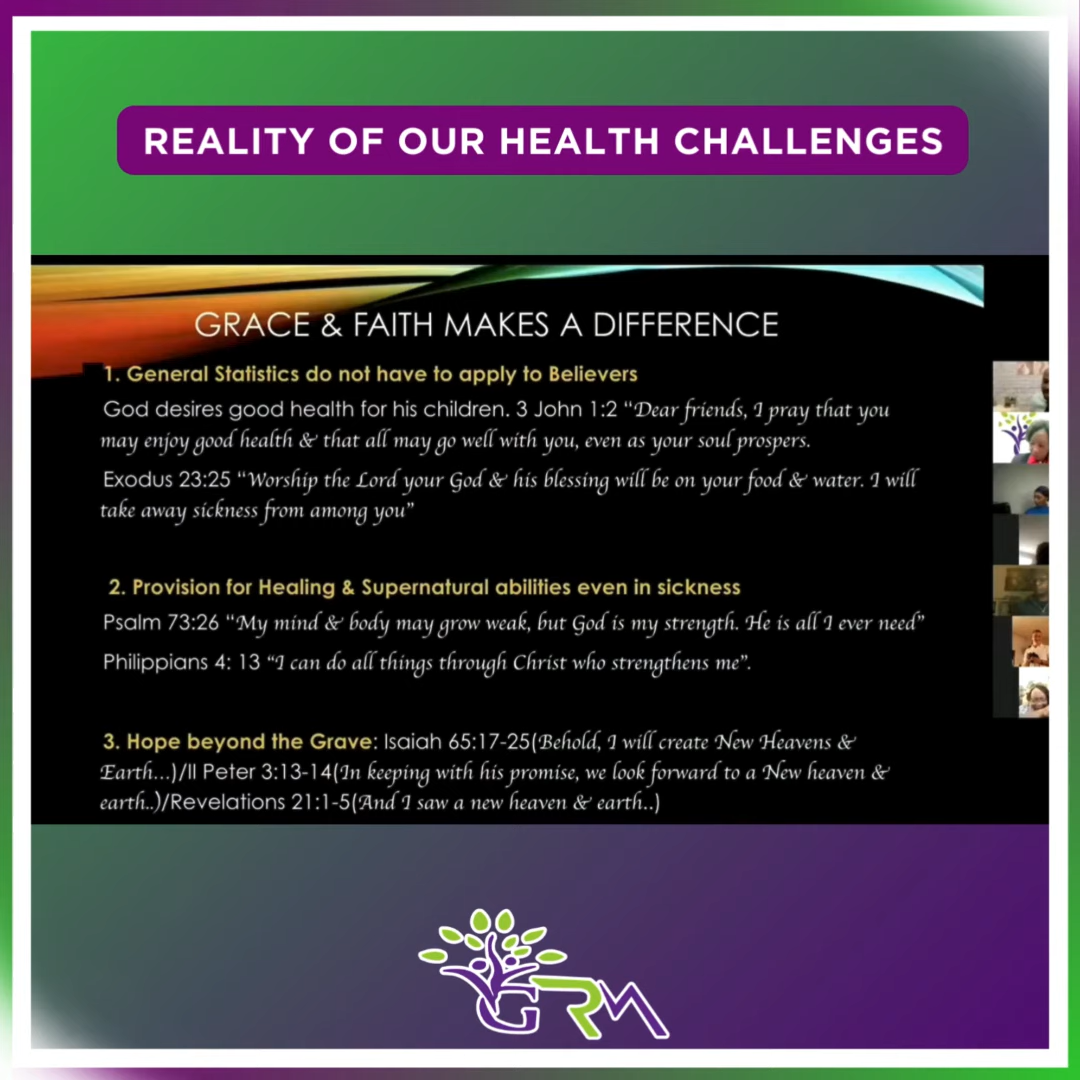 REALITY OF OUR HEALTH CHALLENGES
GRACE & FAITH MAKES A DIFFERENCE
1. General Statistics do not have to apply to Believers
God desires good health for his children. 3 John 1:2 “Dear friends, I pray that you
may enjoy good health & that all may go well with you, even as your soul prospers.
Exodus 23:25 “Worship the Lord your God & his blessing will be on your food & water. I will
take away sickness from among you”
2. Provision for Healing & Supernatural abilities even in sickness
Psalm 73:26 “My mind & body may grow weak, but God is my strength. He is all I ever need”
Philippians 4: 13 “I can do all things through Christ who strengthens me”.
3. Hope beyond the Grave: Isaiah 65:17-25(Behold, I will create New Heavens &
Earth...)/II Peter 3:13-14(In keeping with his promise, we look forward to a New heaven &
earth..)/Revelations 21:1-5(And I saw a new heaven & earth..)
GRM